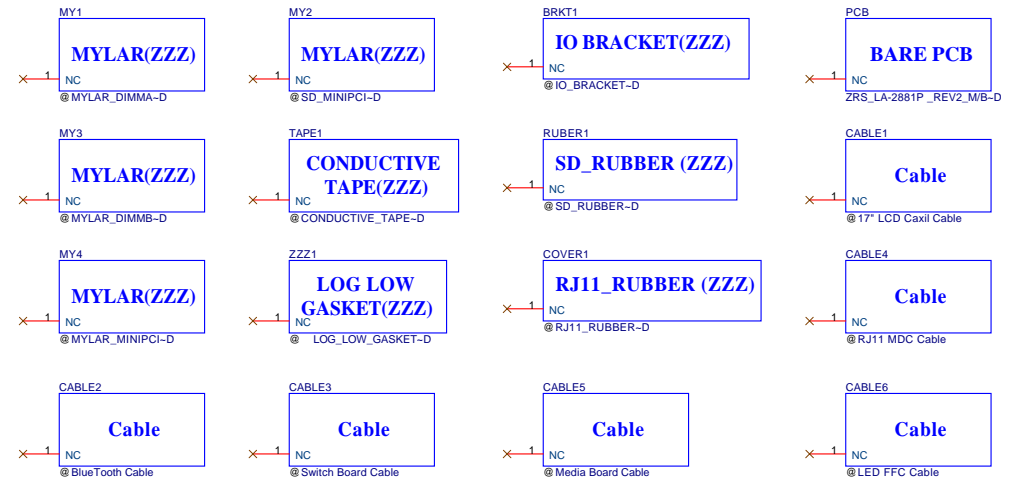 MY1
MYLAR(ZZZ)
1
NC
@MYLAR_DIMMA~D
MY2
MYLAR(ZZZ)
1
NC
@SD_MINIPCI~D
BRKT1
IO BRACKET(ZZZ)
1
NC
@IO_BRACKET~D
PCB
BARE PCB
1
NC
ZRS_LA-2881P _REV2_M/B~D
MY3
MYLAR(ZZZ)
1
NC
@MYLAR_DIMMB~D
TAPE1
CONDUCTIVE
TAPE(ZZZ)
1
NC
@CONDUCTIVE_TAPE~D
RUBER1
SD_RUBBER (ZZZ)
1
NC
@SD_RUBBER~D
CABLE1
Cable
1
NC
@17" LCD Caxil Cable
MY4
MYLAR(ZZZ)
1
NC
@MYLAR_MINIPCI~D
ZZZ1
LOG LOW
GASKET(ZZZ)
1
NC
@ LOG_LOW_GASKET~D
COVER1
RJ11_RUBBER (ZZZ)
1
NC
@RJ11_RUBBER~D
CABLE4
Cable
1
NC
@RJ11 MDC Cable
CABLE2
Cable
1
NC
@BlueTooth Cable
CABLE3
Cable
1
NC
@Switch Board Cable
CABLE5
Cable
1
NC
@Media Board Cable
CABLE6
Cable
1
NC
@LED FFC Cable